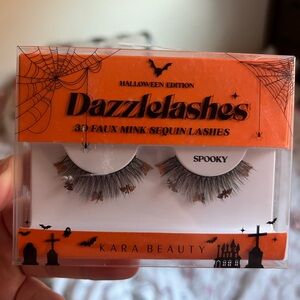 HALLOWEEN EDITION
Dazzlelashes
3D FAUX MINK SEQUIN LASHES
SPOOKY
KARA BEAUTY